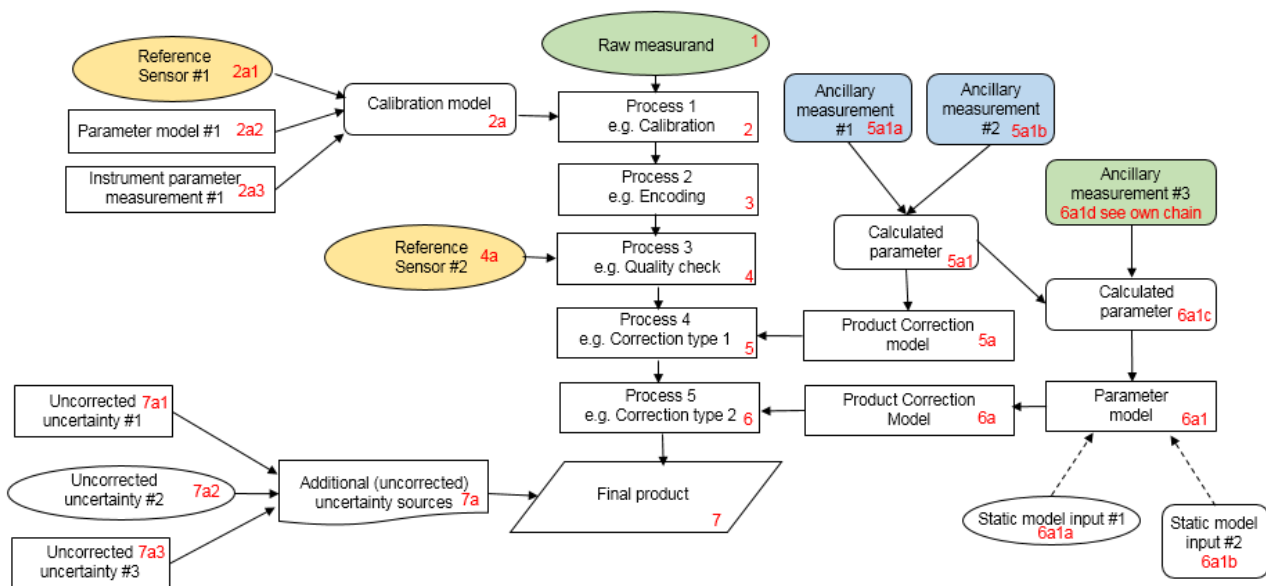 Raw measurand 1
Reference
Sensor #1 2a1
Parameter model #1 2a2
Instrument parameter
measurement #1 2a3
Calibration model
2a
Process 1
e.g. Calibration 2
Process 2
e.g. Encoding 3
Reference
Sensor #2 4a
Process 3
e.g. Quality check 4
Process 4
e.g. Correction type 1 5
Process 5
e.g. Correction type 2 6
Final product
7
Ancillary
measurement
#1 5a1a
Ancillary
measurement
#2 5a1b
Ancillary
measurement #3
6a1d see own chain
Calculated
parameter
5a1
Calculated
parameter 6a1c
Product Correction
model 5a
Product Correction
Model 6a
Parameter
model 6a1
Static model input #1
6a1a
Static model
input #2
6a1b
Uncorrected 7a1
uncertainty #1
Uncorrected
uncertainty #2 7a2
Uncorrected 7a3
uncertainty #3
Additional (uncorrected)
uncertainty sources 7a